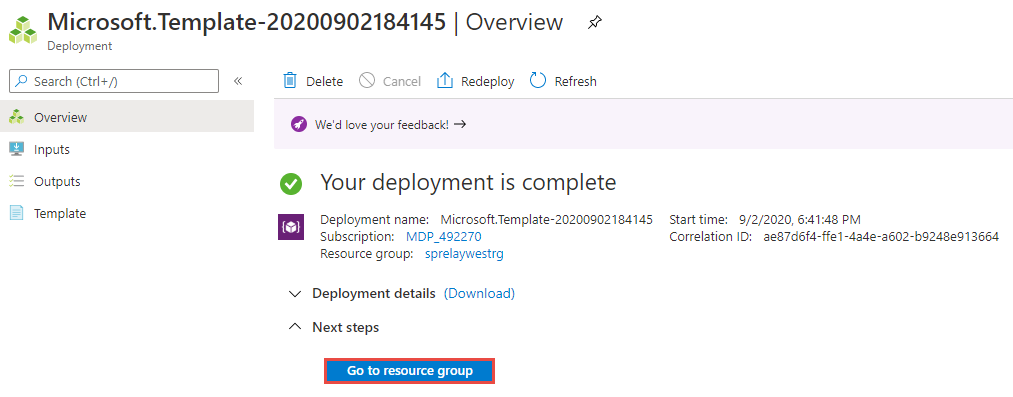 Microsoft.Template-20200902184145 | Overview
Deployment
Search (Ctrl+/)
«
Overview
Inputs
Outputs
Template
Delete Cancel Redeploy Refresh
We'd love your feedback! →
Your deployment is complete
Deployment name: Microsoft.Template-20200902184145 Start time: 9/2/2020, 6:41:48 PM
Subscription: MDP_492270 Correlation ID: ae87d6f4-ffe1-4a4e-a602-b9248e913664
Resource group: sprelaywestrg
Deployment details (Download)
Next steps
Go to resource group